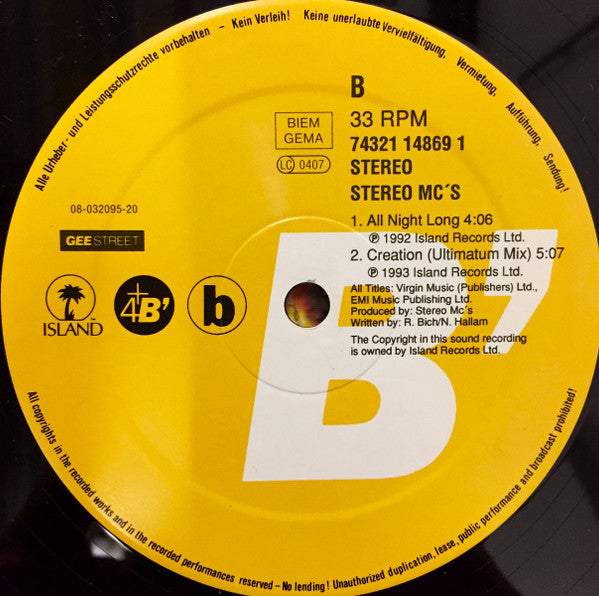 Alle Urheber- und Leistungsschutzrechte vorbehalten – Kein Verleih! Keine unerlaubte Vervielfältigung, Vermietung, Aufführung, Sendung!
B
BIEM
GEMA
33 RPM
74321 14869 1
LC 0407
STEREO
STEREO MC´S
08-032095-20
GEE STREET
1. All Night Long 4:06
℗ 1992 Island Records Ltd.
2. Creation (Ultimatum Mix) 5:07
℗ 1993 Island Records Ltd.
All Titles: Virgin Music (Publishers) Ltd.,
EMI Music Publishing Ltd.
Produced by: Stereo Mc´s
Written by: R. Bich/N. Hallam
The Copyright in this sound recording
is owned by Island Records Ltd.
ISLAND
4+B’
b
B’
All copyrights in the recorded works and in the recorded performances reserved – No lending! Unauthorized duplication, lease, public performance and broadcast prohibited!